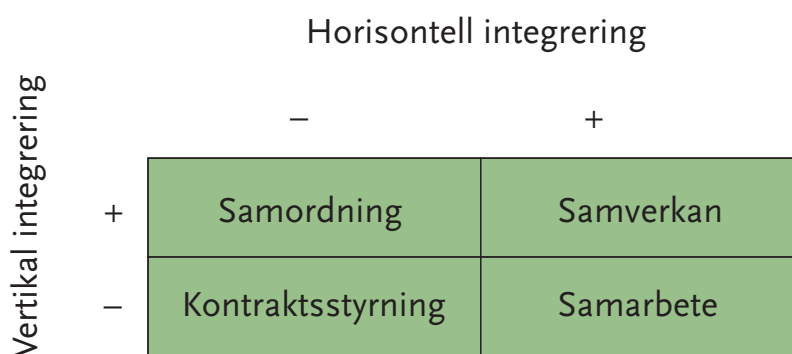 Horisontell integrering
– +
Vertikal integrering
+ Samordning Samverkan
– Kontraktsstyrning Samarbete